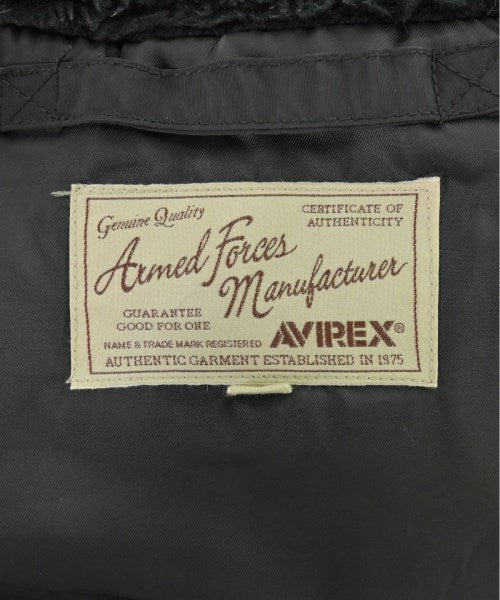 Genuine Quality
CERTIFICATE OF
AUTHENTICITY
Armed Forces
Manufacturer
GUARANTEE
GOOD FOR ONE
NAME & TRADE MARK REGISTERED
AVIREX®
AUTHENTIC GARMENT ESTABLISHED IN 1975